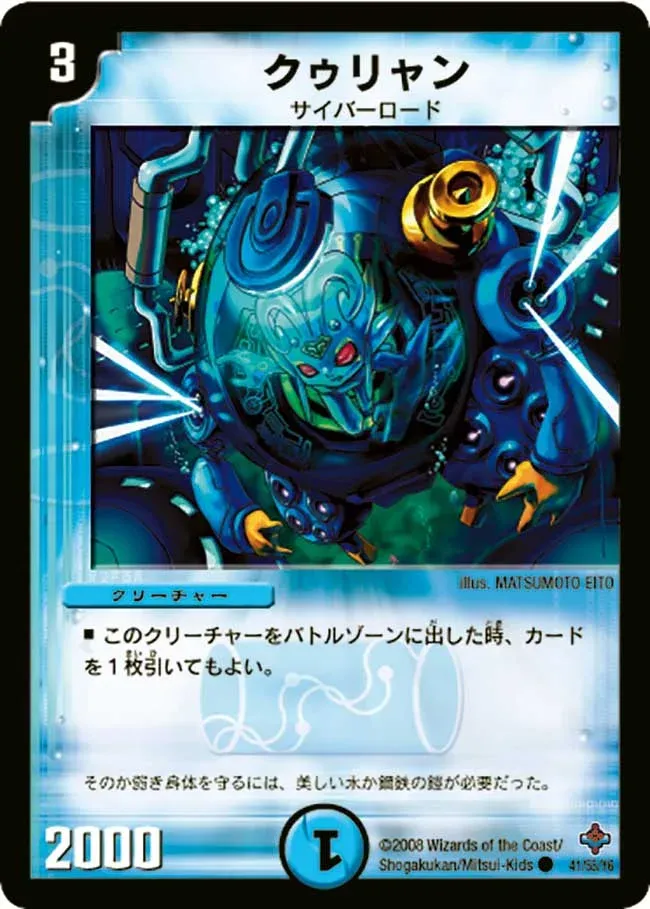 3
クゥリャン
サイバーロード
illus. MATSUMOTO EITO
クリーチャー
■ このクリーチャーをバトルゾーンに出した時、カード
を1枚引いてもよい。
そのか弱き身体を守るには、美しい水か鋼鉄の鎧が必要だった。
2000
1
©2008 Wizards of the Coast/
Shogakukan/Mitsui-Kids ● 41/55/Y6